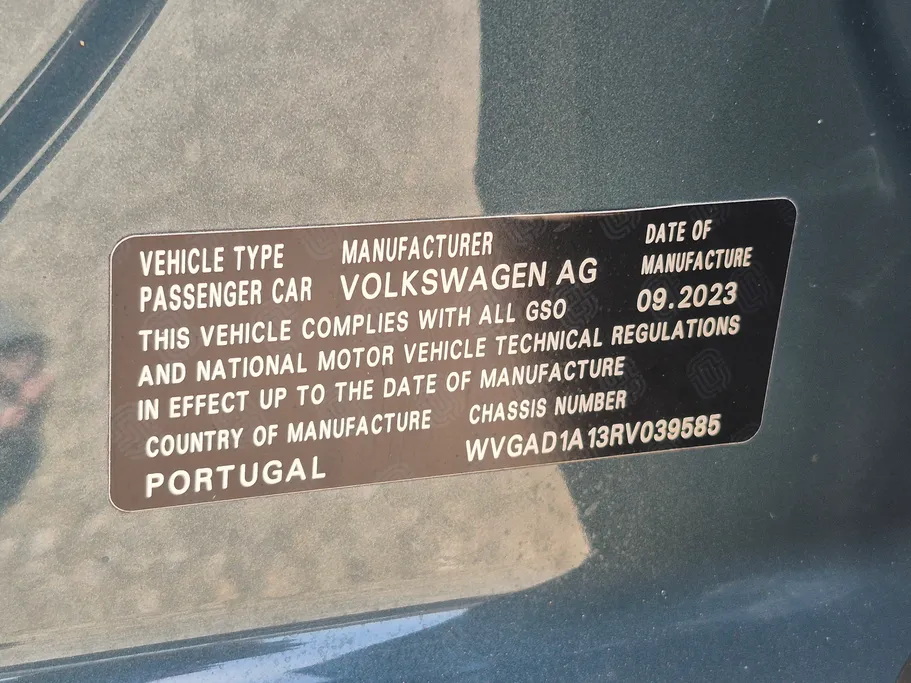 VEHICLE TYPE MANUFACTURER DATE OF MANUFACTURE
PASSENGER CAR VOLKSWAGEN AG 09.2023
THIS VEHICLE COMPLIES WITH ALL GSO
AND NATIONAL MOTOR VEHICLE TECHNICAL REGULATIONS
IN EFFECT UP TO THE DATE OF MANUFACTURE
COUNTRY OF MANUFACTURE CHASSIS NUMBER
PORTUGAL WVGAD1A13RV039585